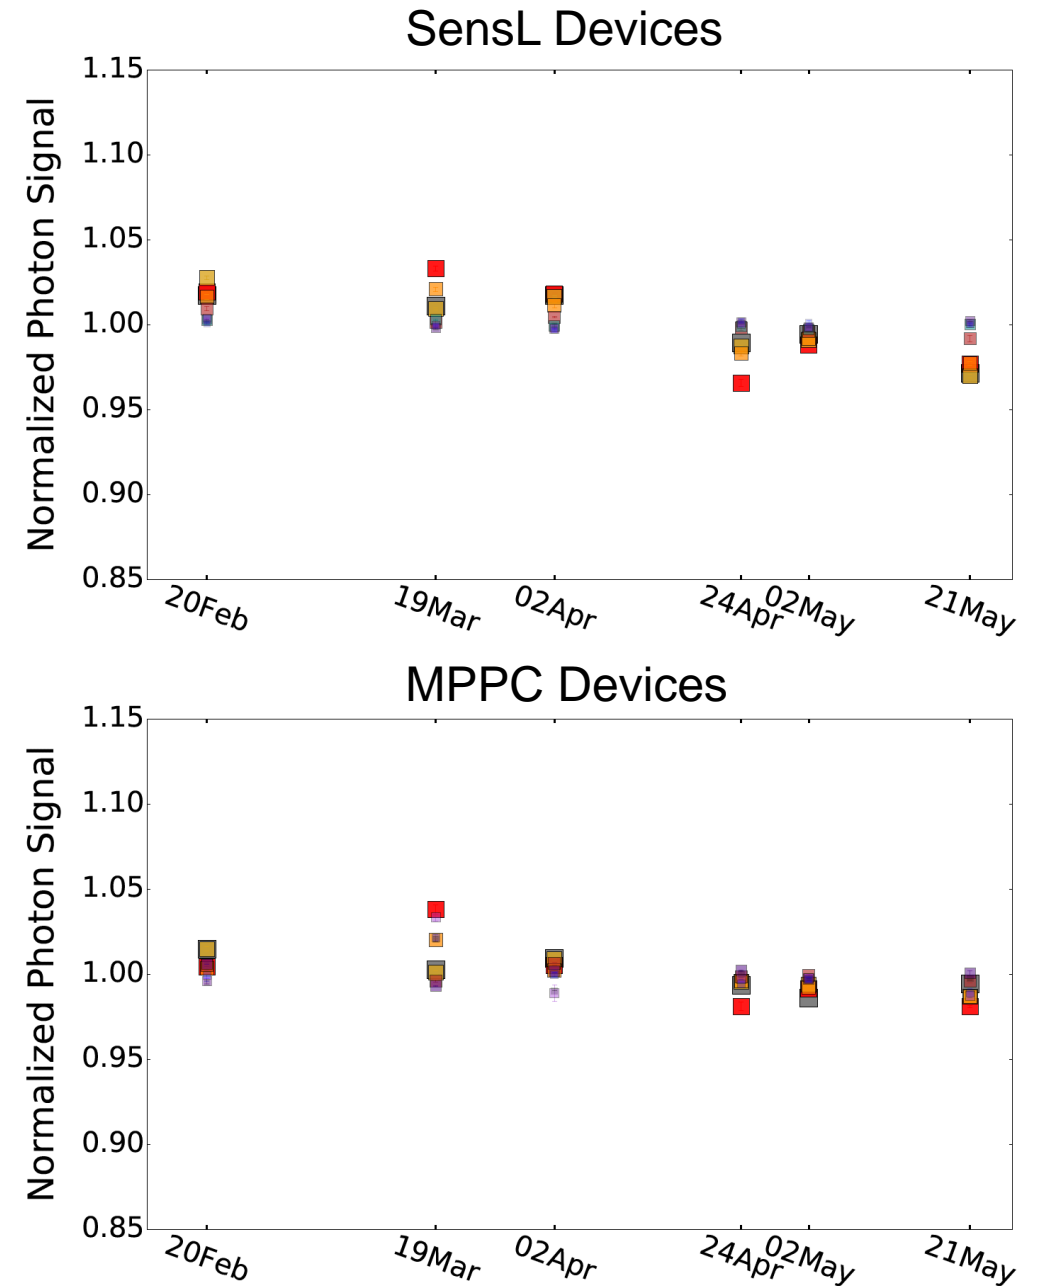 SensL Devices
Normalized Photon Signal
1.15
1.10
1.05
1.00
0.95
0.90
0.85
20Feb 19Mar 02Apr 24Apr 02May 21May
MPPC Devices
Normalized Photon Signal
1.15
1.10
1.05
1.00
0.95
0.90
0.85
20Feb 19Mar 02Apr 24Apr 02May 21May